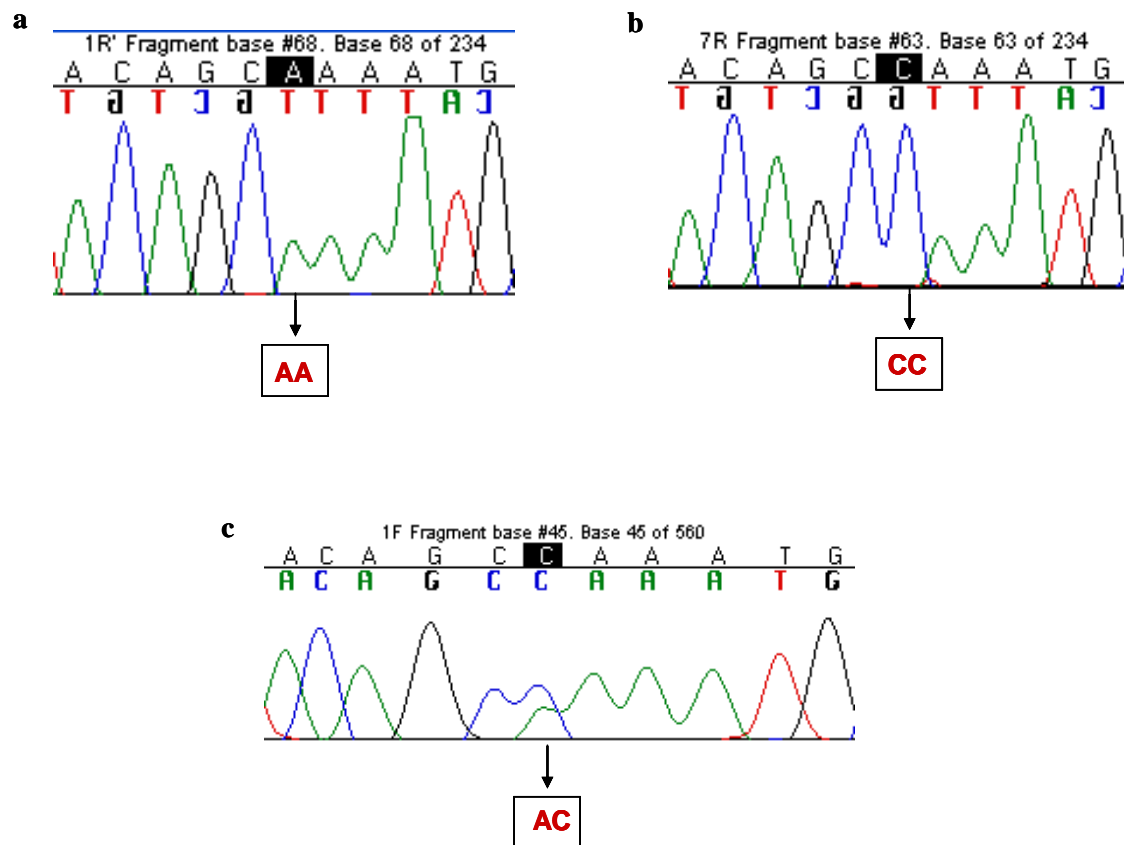 a
1R' Fragment base #68. Base 68 of 234
A C A G C A A A A T G
T G T C G T T T T A C
AA
b
7R Fragment base #63. Base 63 of 234
A C A G C C A A A T G
T G T C G G T T T A C
CC
c
1F Fragment base #45. Base 45 of 560
A C A G C C A A A T G
A C A G C C A A A T G
AC